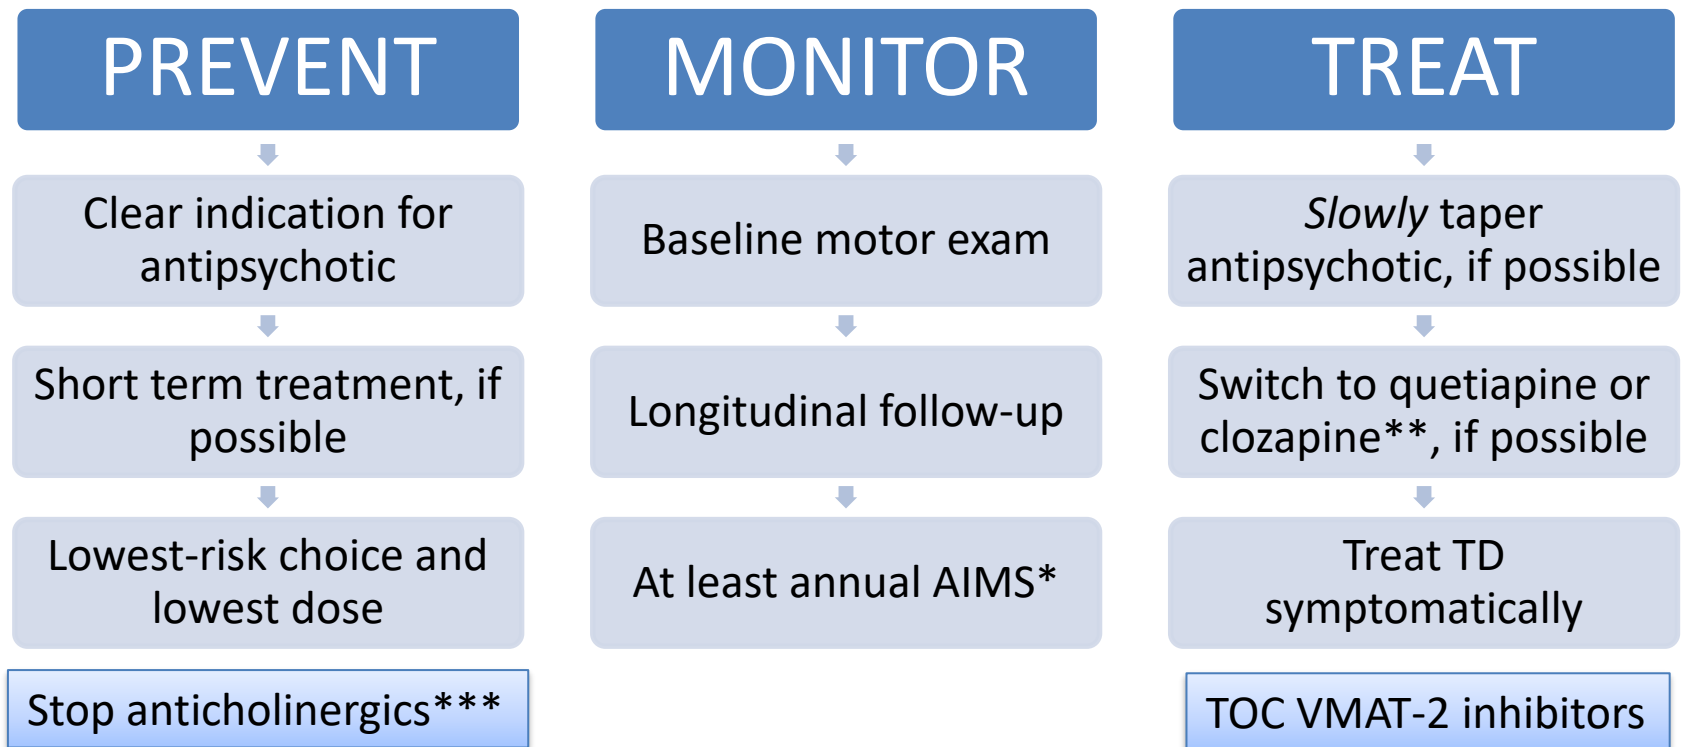 PREVENT
Clear indication for
antipsychotic
Short term treatment, if
possible
Lowest-risk choice and
lowest dose
Stop anticholinergics***
MONITOR
Baseline motor exam
Longitudinal follow-up
At least annual AIMS*
TREAT
Slowly taper
antipsychotic, if possible
Switch to quetiapine or
clozapine**, if possible
Treat TD
symptomatically
TOC VMAT-2 inhibitors